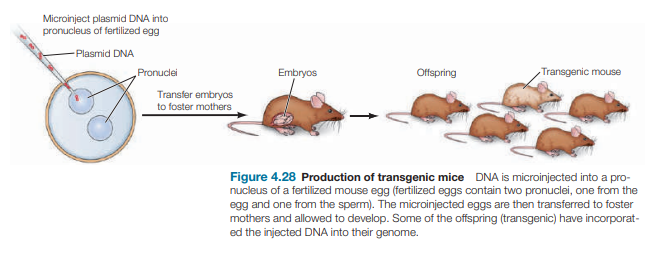 Microinject plasmid DNA into
pronucleus of fertilized egg
Plasmid DNA
Pronuclei
Transfer embryos
to foster mothers
Embryos
Offspring
Transgenic mouse
Figure 4.28 Production of transgenic mice DNA is microinjected into a pro-
nucleus of a fertilized mouse egg (fertilized eggs contain two pronuclei, one from the
egg and one from the sperm). The microinjected eggs are then transferred to foster
mothers and allowed to develop. Some of the offspring (transgenic) have incorporat-
ed the injected DNA into their genome.